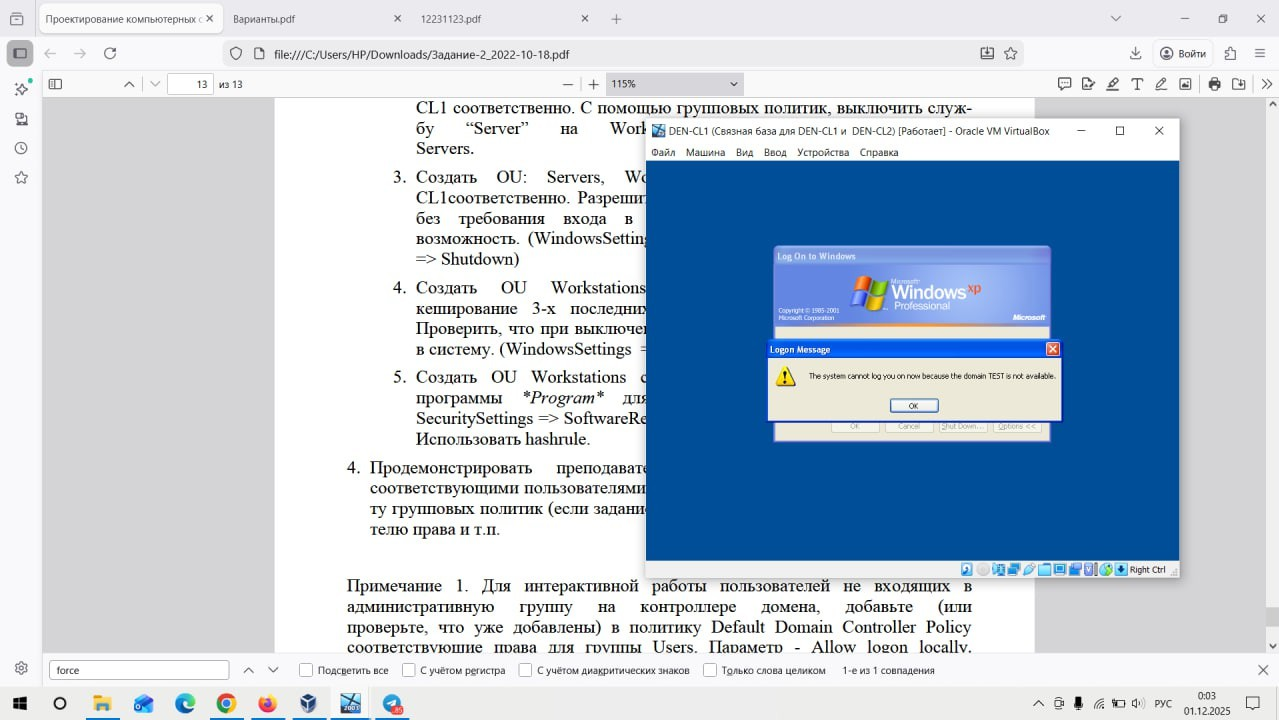 Проектирование компьютерных с
Варианты.pdf
12231123.pdf
file:///C:/Users/HP/Downloads/Задание-2_2022-10-18.pdf
Войти
13 из 13
115%
CL1 соответственно. С помощью групповых политик, выключить служ-
бу “Server” на Work
Servers.
3. Создать OU: Servers, Wo
CL1соответственно. Разрешит
без требования входа в
возможность. (WindowsSetting
=> Shutdown)
4. Создать OU Workstations
кеширование 3-х последних
Проверить, что при выключен
в систему. (WindowsSettings =
5. Создать OU Workstations с
программы *Program* для
SecuritySettings => SoftwareRe
Использовать hashrule.
4. Продемонстрировать преподавате
соответствующими пользователями
ту групповых политик (если задание
телю права и т.п.
Примечание 1. Для интерактивной работы пользователей не входящих в
административную группу на контроллере домена, добавьте (или
проверьте, что уже добавлены) в политику Default Domain Controller Policy
соответствующие права для группы Users. Параметр - Allow logon locally.
DEN-CL1 (Связная база для DEN-CL1 и DEN-CL2) [Работает] - Oracle VM VirtualBox
Файл Машина Вид Ввод Устройства Справка
Log On to Windows
Microsoft
Windows xp
Professional
Copyright © 1985-2001
Microsoft Corporation
Microsoft
Logon Message
The system cannot log you on now because the domain TEST is not available.
OK
OK Cancel Shut Down... Options <<
Right Ctrl
force
Подсветить все
С учётом регистра
С учётом диакритических знаков
Только слова целиком
1-е из 1 совпадения
РУС
0:03
01.12.2025